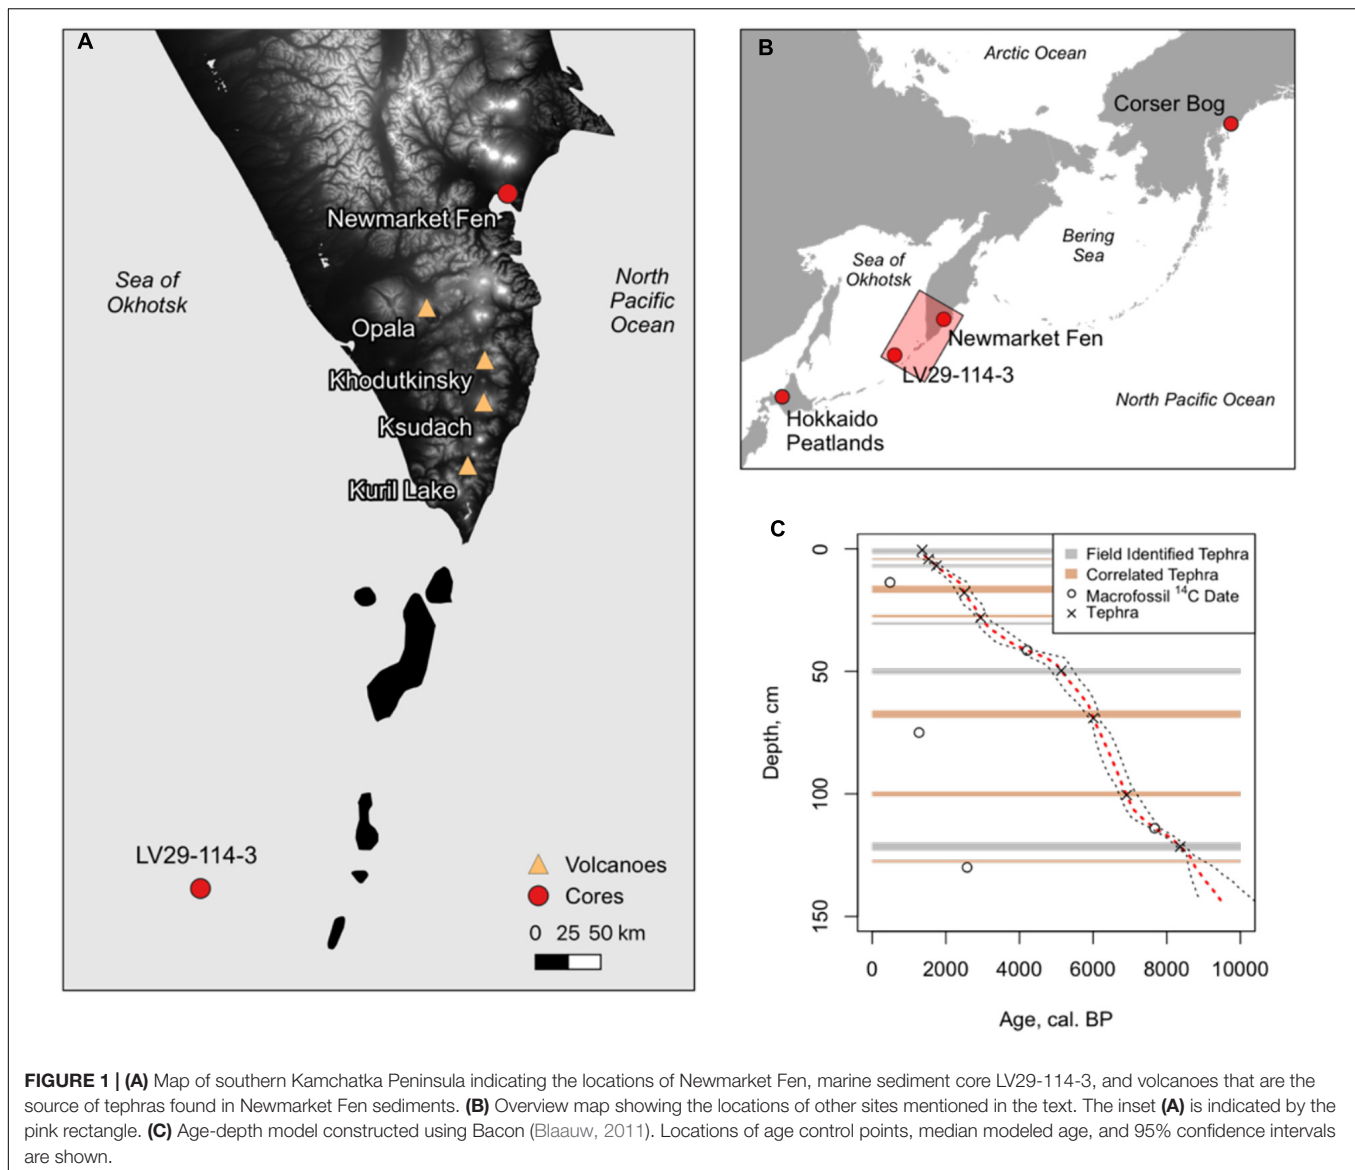 A
Newmarket Fen
Sea of
Okhotsk
North
Pacific
Ocean
Opala
Khodutkinsky
Ksudach
Kuril Lake
LV29-114-3
Volcanoes
Cores
0 25 50 km
B
Arctic Ocean
Corser Bog
Bering
Sea
Sea of
Okhotsk
Newmarket Fen
LV29-114-3
North Pacific Ocean
Hokkaido
Peatlands
C
Field Identified Tephra
Correlated Tephra
Macrofossil ¹⁴C Date
Tephra
0
50
100
150
Depth, cm
0 2000 4000 6000 8000 10000
Age, cal. BP
FIGURE 1 | (A) Map of southern Kamchatka Peninsula indicating the locations of Newmarket Fen, marine sediment core LV29-114-3, and volcanoes that are the
source of tephras found in Newmarket Fen sediments. (B) Overview map showing the locations of other sites mentioned in the text. The inset (A) is indicated by the
pink rectangle. (C) Age-depth model constructed using Bacon (Blaauw, 2011). Locations of age control points, median modeled age, and 95% confidence intervals
are shown.